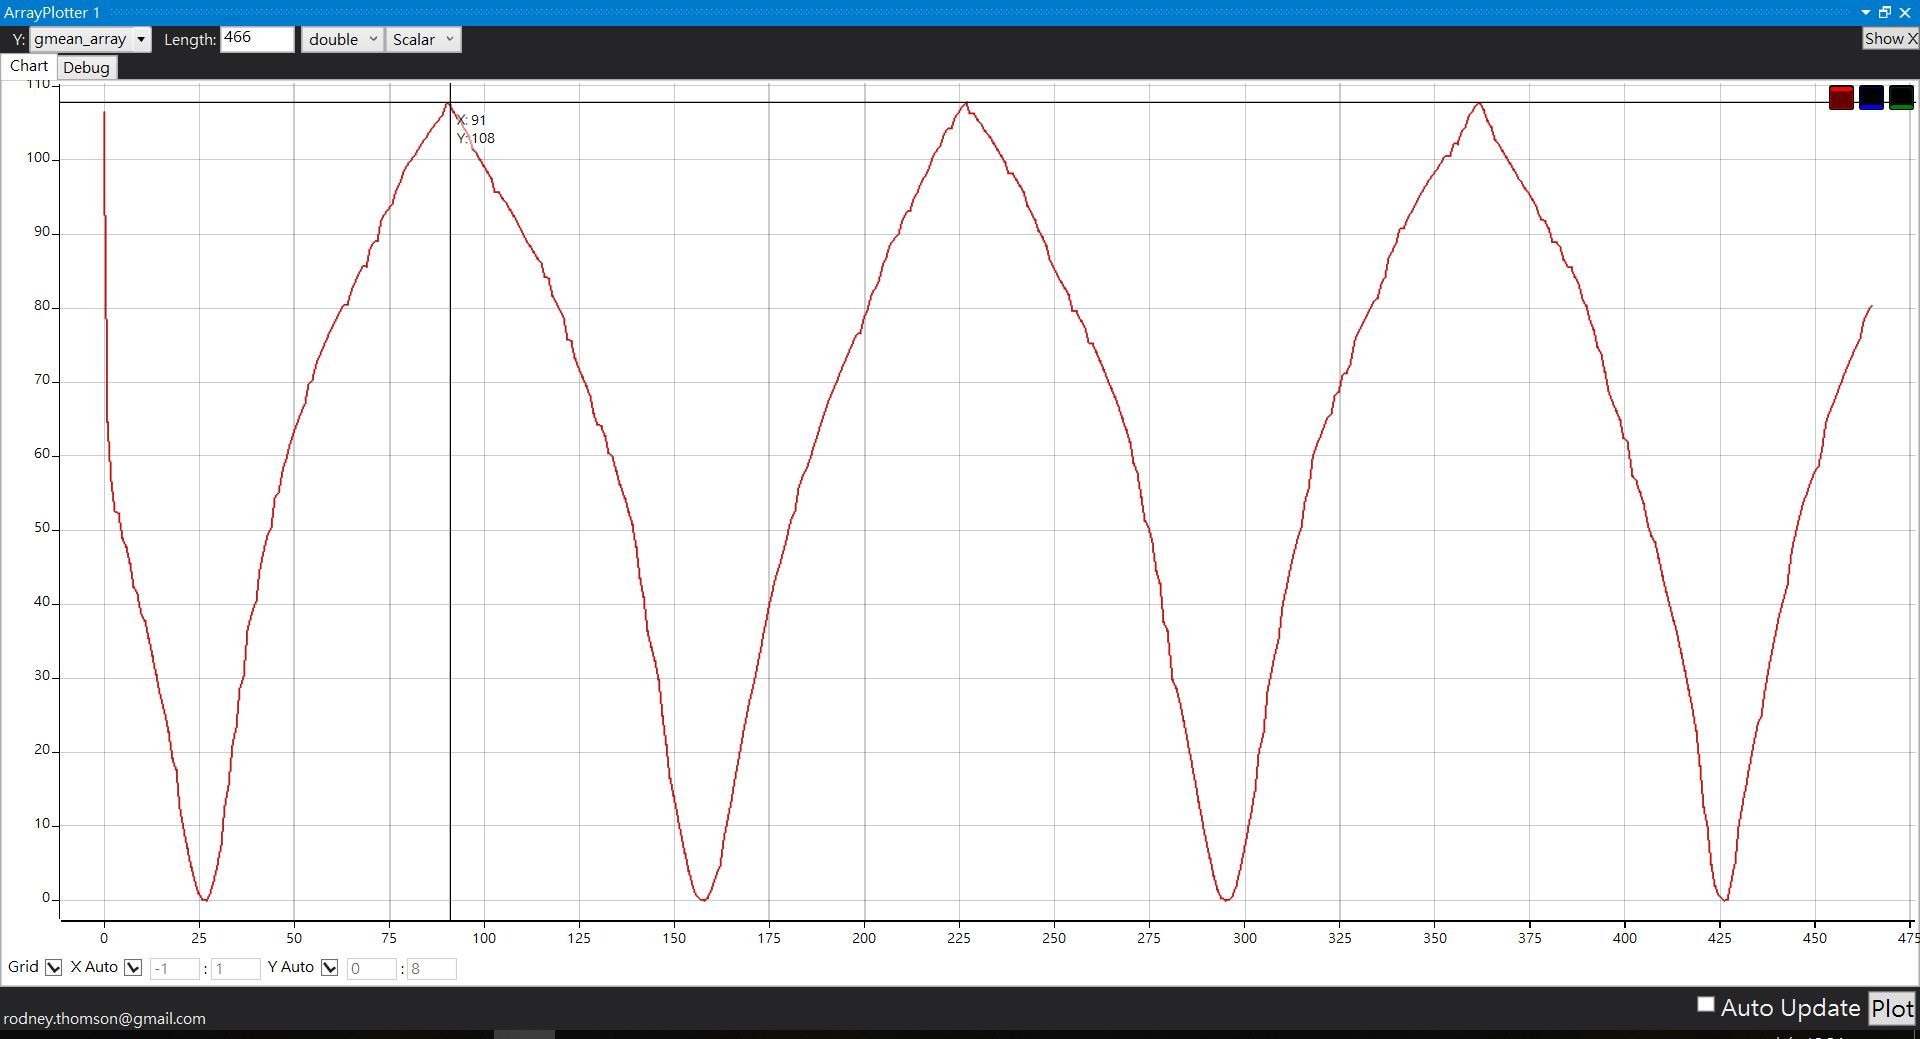 ArrayPlotter 1
Y: gmean_array Length: 466 double Scalar Show X
Chart Debug
110
100
90
80
70
60
50
40
30
20
10
0
X: 91
Y: 108
0 25 50 75 100 125 150 175 200 225 250 275 300 325 350 375 400 425 450 475
Grid X Auto -1 : 1 Y Auto 0 : 8
Auto Update Plot
rodney.thomson@gmail.com